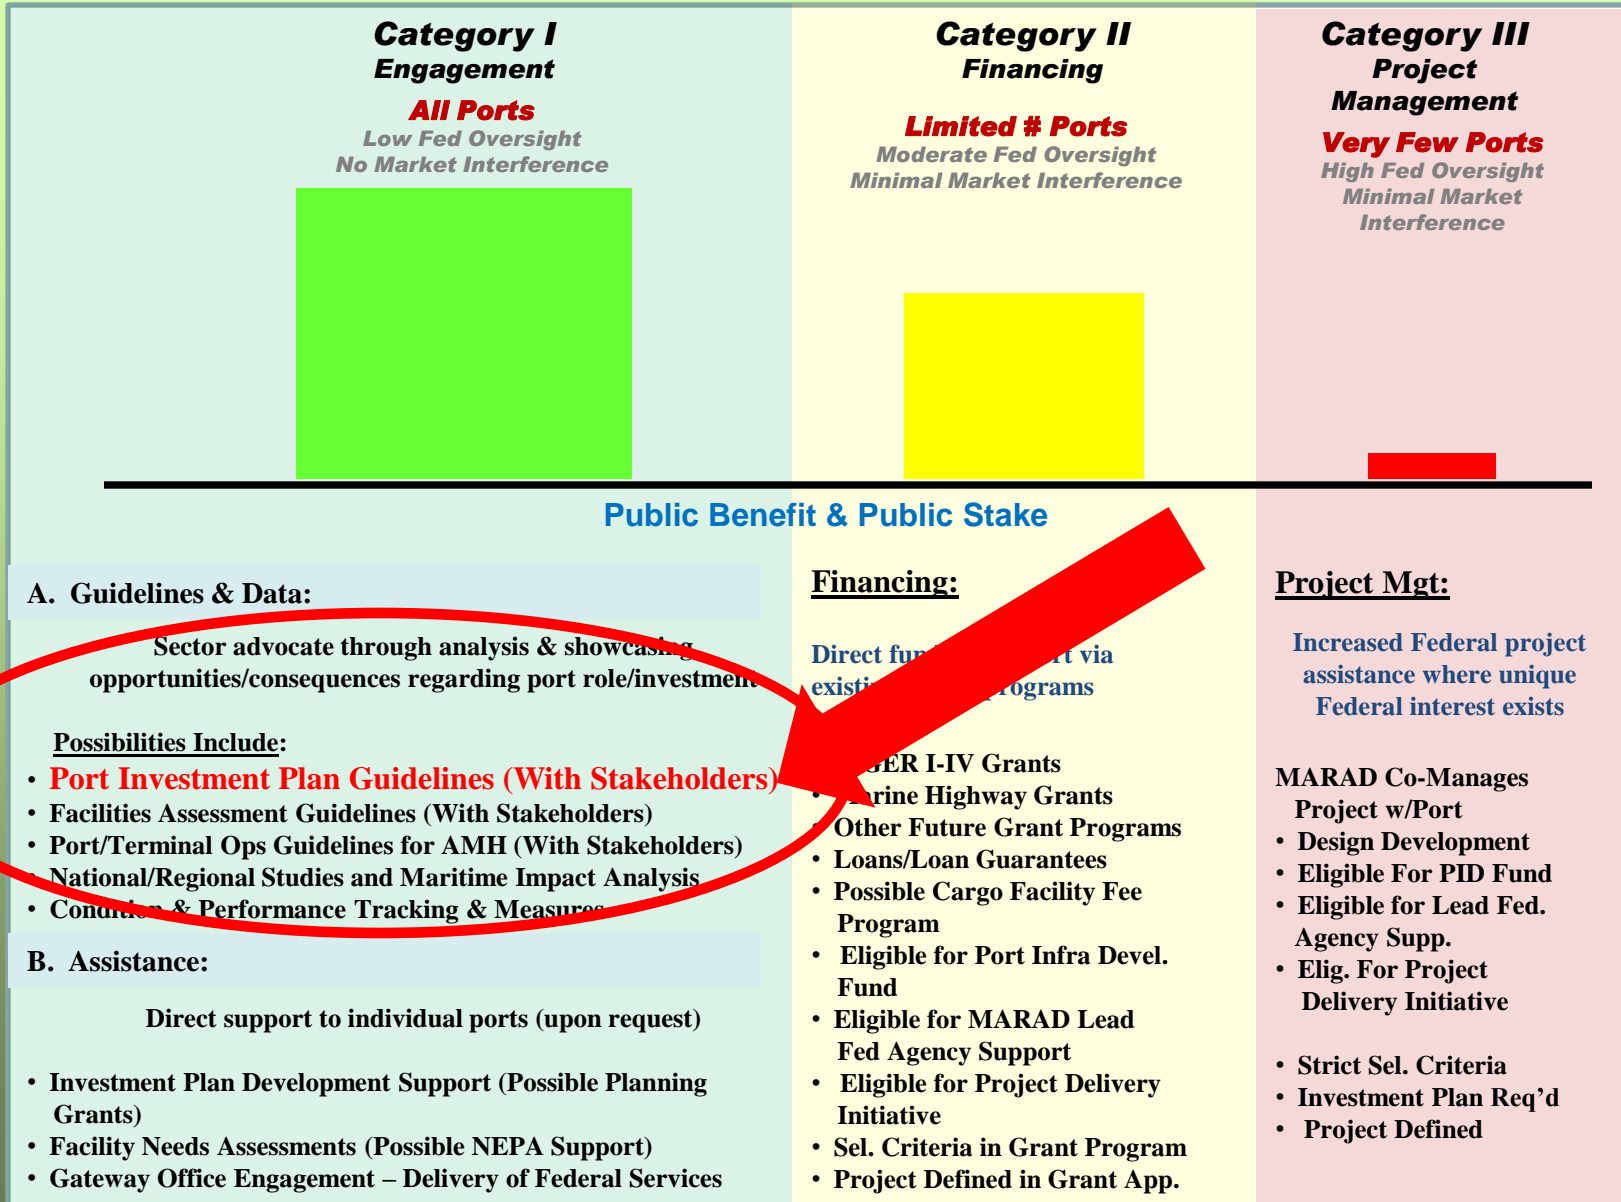 Category I
Engagement
All Ports
Low Fed Oversight
No Market Interference
Category II
Financing
Limited # Ports
Moderate Fed Oversight
Minimal Market Interference
Category III
Project
Management
Very Few Ports
High Fed Oversight
Minimal Market
Interference
Public Benefit & Public Stake
A. Guidelines & Data:
Sector advocate through analysis & showcasing
opportunities/consequences regarding port role/investment
Possibilities Include:
• Port Investment Plan Guidelines (With Stakeholders)
• Facilities Assessment Guidelines (With Stakeholders)
• Port/Terminal Ops Guidelines for AMH (With Stakeholders)
• National/Regional Studies and Maritime Impact Analysis
• Condition & Performance Tracking & Measures
B. Assistance:
Direct support to individual ports (upon request)
• Investment Plan Development Support (Possible Planning
Grants)
• Facility Needs Assessments (Possible NEPA Support)
• Gateway Office Engagement – Delivery of Federal Services
Financing:
Direct via
I-IV Grants
• Marine Highway Grants
• Other Future Grant Programs
• Loans/Loan Guarantees
• Possible Cargo Facility Fee
Program
• Eligible for Port Infra Devel.
Fund
• Eligible for MARAD Lead
Fed Agency Support
• Eligible for Project Delivery
Initiative
• Sel. Criteria in Grant Program
• Project Defined in Grant App.
Project Mgt:
Increased Federal project
assistance where unique
Federal interest exists
MARAD Co-Manages
Project w/Port
• Design Development
• Eligible For PID Fund
• Eligible for Lead Fed.
Agency Supp.
• Elig. For Project
Delivery Initiative
• Strict Sel. Criteria
• Investment Plan Req’d
• Project Defined